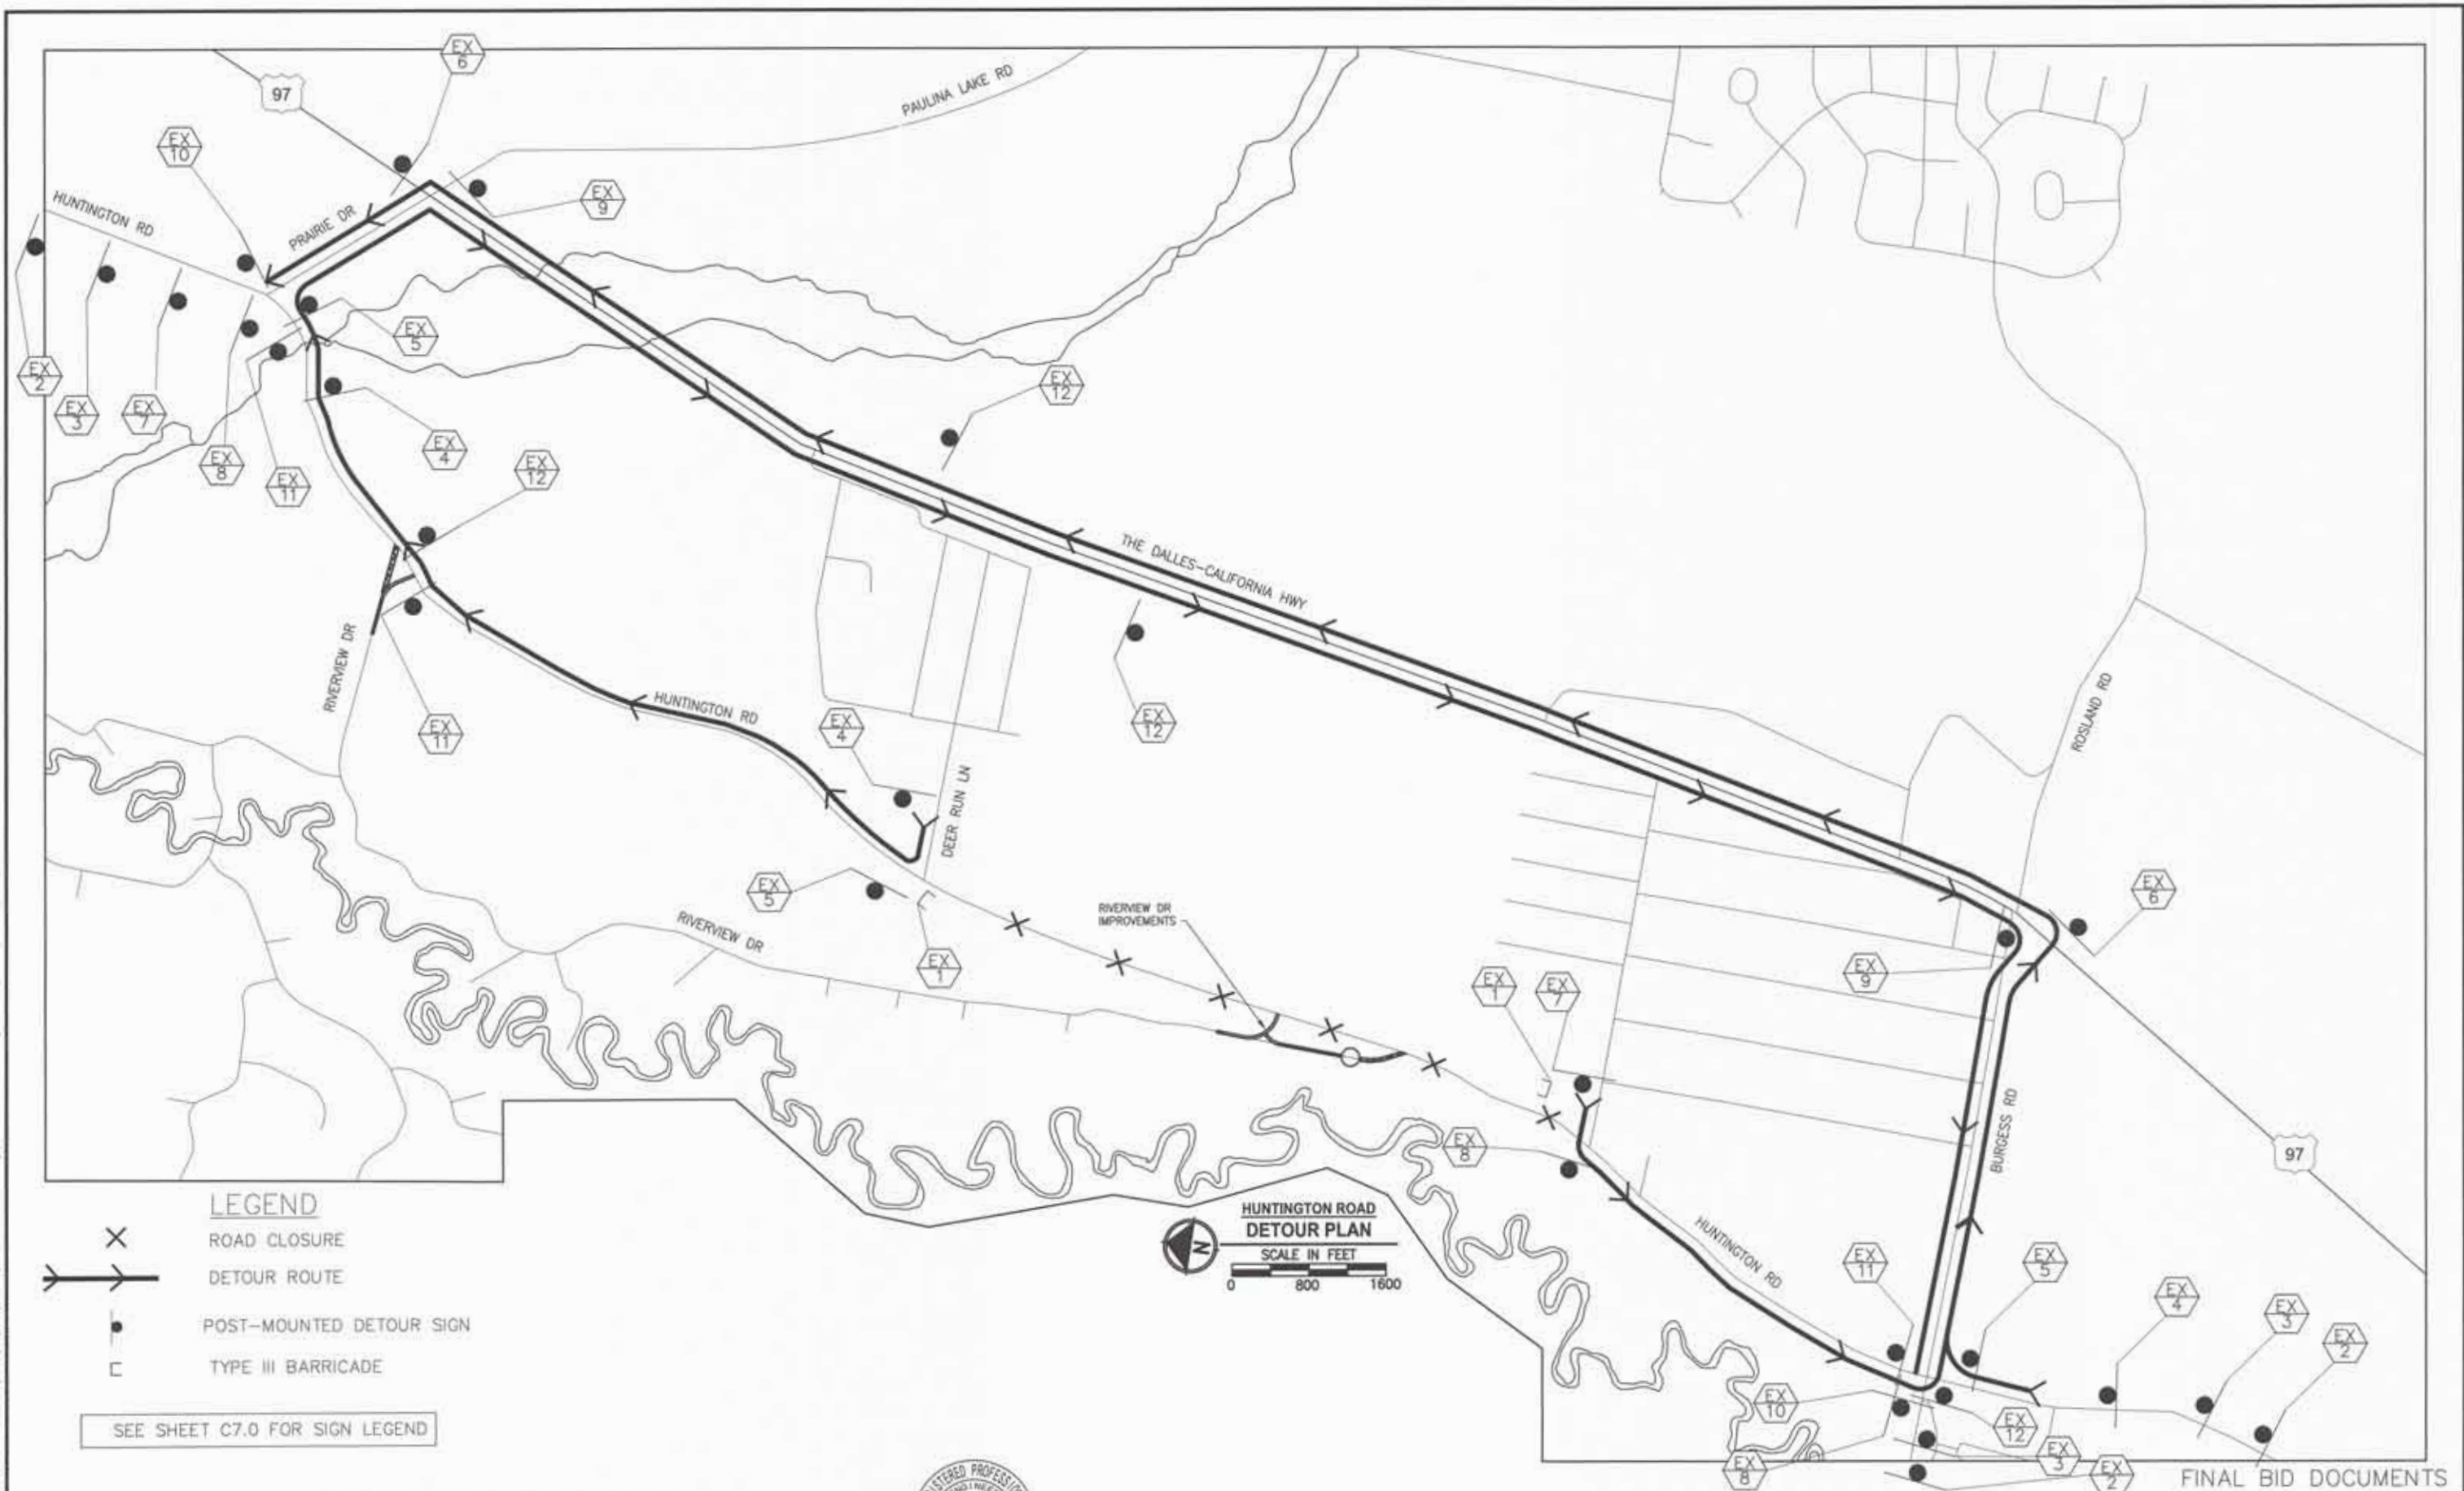 EX
6
97
PAULINA LAKE RD
EX
10
EX
9
HUNTINGTON RD
PRAIRIE DR
EX
5
EX
2
EX
3
EX
7
EX
8
EX
11
EX
4
EX
12
EX
12
THE DALLES-CALIFORNIA HWY
RIVERVIEW DR
EX
11
HUNTINGTON RD
EX
4
EX
12
ROSLAND RD
DEER RUN LN
EX
5
RIVERVIEW DR
EX
1
RIVERVIEW DR
IMPROVEMENTS
EX
1
EX
7
EX
9
EX
6
EX
8
BURGESS RD
97
HUNTINGTON RD
EX
11
EX
5
EX
4
EX
3
EX
2
EX
10
EX
12
EX
8
EX
3
EX
2
LEGEND
ROAD CLOSURE
DETOUR ROUTE
POST-MOUNTED DETOUR SIGN
TYPE III BARRICADE
SEE SHEET C7.0 FOR SIGN LEGEND
N
HUNTINGTON ROAD
DETOUR PLAN
SCALE IN FEET
0 800 1600
FINAL BID DOCUMENTS